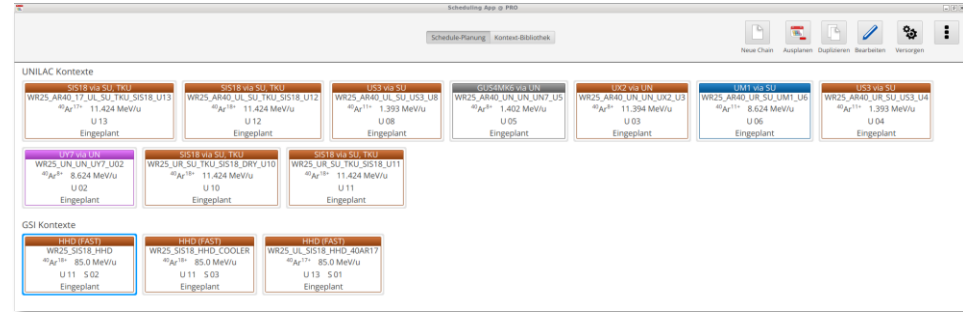 Scheduling App @ PRO
Schedule-Planung Kontext-Bibliothek
Neue Chain Ausplanen Duplizieren Bearbeiten Versorgen
UNILAC Kontexte
SIS18 via SU, TKU
WR25_AR40_17_UL_SU_TKU_SIS18_U13
⁴⁰Ar¹⁷⁺ 11.424 MeV/u
U 13
Eingeplant
SIS18 via SU, TKU
WR25_AR40_UL_SU_TKU_SIS18_U12
⁴⁰Ar¹⁸⁺ 11.424 MeV/u
U 12
Eingeplant
US3 via SU
WR25_AR40_UL_SU_US3_U8
⁴⁰Ar¹⁰⁺ 1.393 MeV/u
U 08
Eingeplant
GUS4MK6 via UN
WR25_AR40_UN_UN_UN7_U5
⁴⁰Ar⁸⁺ 1.402 MeV/u
U 05
Eingeplant
UX2 via UN
WR25_AR40_UN_UN_UX2_U3
⁴⁰Ar⁸⁺ 11.394 MeV/u
U 03
Eingeplant
UM1 via SU
WR25_AR40_UR_SU_UM1_U6
⁴⁰Ar¹¹⁺ 8.624 MeV/u
U 06
Eingeplant
US3 via SU
WR25_AR40_UR_SU_US3_U4
⁴⁰Ar¹¹⁺ 1.393 MeV/u
U 04
Eingeplant
UY7 via UN
WR25_UN_UN_UY7_U02
⁴⁰Ar⁸⁺ 8.624 MeV/u
U 02
Eingeplant
SIS18 via SU, TKU
WR25_UR_SU_TKU_SIS18_DRY_U10
⁴⁰Ar¹⁸⁺ 11.424 MeV/u
U 10
Eingeplant
SIS18 via SU, TKU
WR25_UR_SU_TKU_SIS18_U11
⁴⁰Ar¹⁸⁺ 11.424 MeV/u
U 11
Eingeplant
GSI Kontexte
HHD (FAST)
WR25_SIS18_HHD
⁴⁰Ar¹⁸⁺ 85.0 MeV/u
U 11 S 02
Eingeplant
HHD (FAST)
WR25_SIS18_HHD_COOLER
⁴⁰Ar¹⁸⁺ 85.0 MeV/u
U 11 S 03
Eingeplant
HHD (FAST)
WR25_UL_SIS18_HHD_40AR17
⁴⁰Ar¹⁷⁺ 85.0 MeV/u
U 13 S 01
Eingeplant